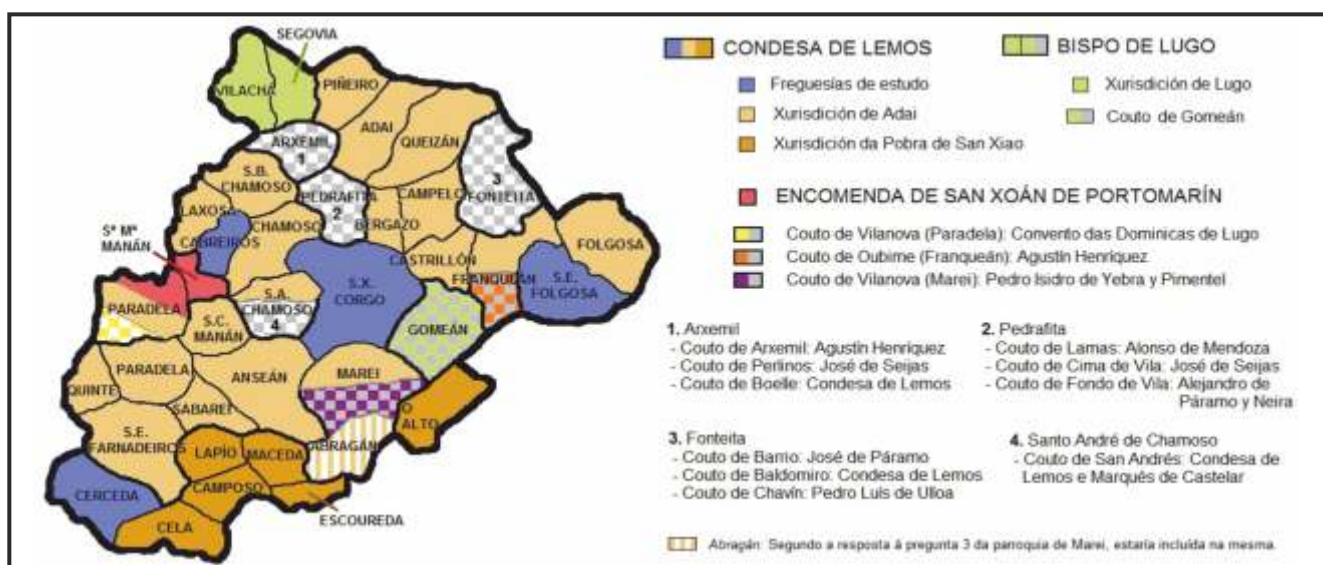 SEGOVIA
VILACHA
PIÑEIRO
ADAI
ARXEMIL
1
QUEIZÁN
S.B.
CHAMOSO
PEDRAFITA
2
CAMPELO
3
FONTEITA
LAXOSA
CHAMOSO
BERGAZO
Sª Mª
MANÁN
CABREIROS
CASTRILLÓN
FOLGOSA
FRANQUEÁN
S.E.
FOLGOSA
PARADELA
S.A.
CHAMOSO
4
S.X.
CORGO
S.C.
MANÁN
GOMEÁN
PARADELA
ANSEÁN
MAREI
QUINTE
SABAREI
O
ALTO
S.E.
FARNADEIROS
ABRAGÁN
LAPÍO
MACEDA
CERCEDA
CAMPOSO
ESCOUREDA
CELA
CONDESA DE LEMOS
Freguesías de estudo
Xurisdición de Adai
Xurisdición da Pobra de San Xiao
BISPO DE LUGO
Xurisdición de Lugo
Couto de Gomeán
ENCOMENDA DE SAN XOÁN DE PORTOMARÍN
Couto de Vilanova (Paradela): Convento das Dominicas de Lugo
Couto de Oubime (Franqueán): Agustín Henríquez
Couto de Vilanova (Marei): Pedro Isidro de Yebra y Pimentel
1. Arxemil
- Couto de Arxemil: Agustín Henríquez
- Couto de Perlinos: José de Seijas
- Couto de Boelle: Condesa de Lemos
2. Pedrafita
- Couto de Lamas: Alonso de Mendoza
- Couto de Cima de Vila: José de Seijas
- Couto de Fondo de Vila: Alejandro de
Páramo y Neira
3. Fonteita
- Couto de Barrio: José de Páramo
- Couto de Baldomiro: Condesa de Lemos
- Couto de Chavín: Pedro Luis de Ulloa
4. Santo André de Chamoso
- Couto de San Andrés: Condesa de
Lemos e Marqués de Castelar
Abragán: Segundo a resposta á pregunta 3 da parroquia de Marei, estaría incluída na mesma.